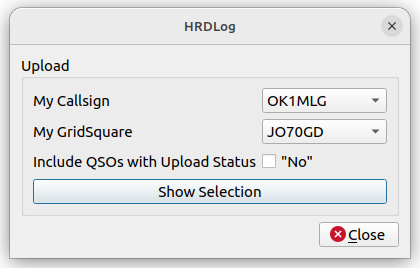 HRDLog
Upload
My Callsign OK1MLG
My GridSquare JO70GD
Include QSOs with Upload Status "No"
Show Selection
Close